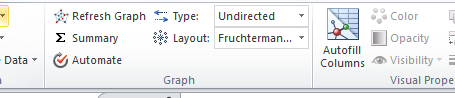 Refresh Graph Type: Undirected Color
Summary Layout: Fruchterman... Autofill Columns Opacity
e Data Automate Visibility
Graph Visual Prope